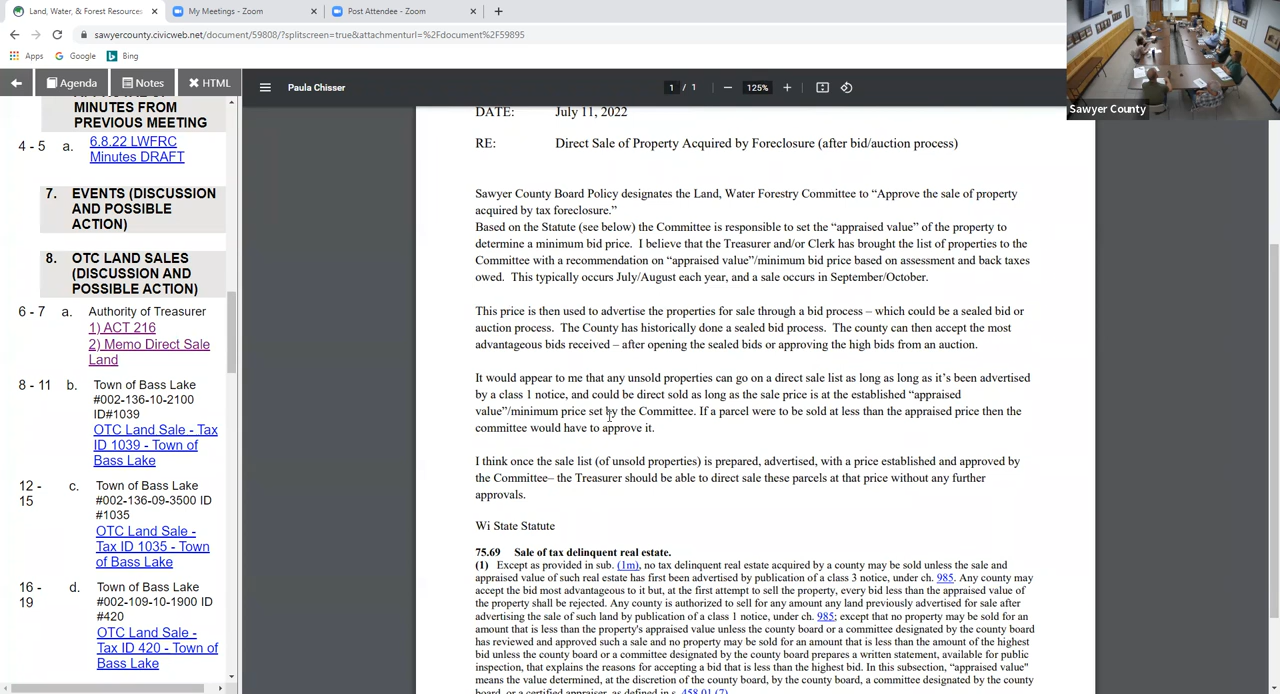 Land, Water, & Forest Resources
My Meetings - Zoom
Post Attendee - Zoom
sawyercounty.civicweb.net/document/59808/?splitscreen=true&attachmenturl=%2Fdocument%2F59895
Apps
Google
Bing
Agenda
Notes
HTML
Paula Chisser
1 / 1
125%
Sawyer County
MINUTES FROM
PREVIOUS MEETING
4 - 5 a. 6.8.22 LWFRC
Minutes DRAFT
7. EVENTS (DISCUSSION
AND POSSIBLE
ACTION)
8. OTC LAND SALES
(DISCUSSION AND
POSSIBLE ACTION)
6 - 7 a. Authority of Treasurer
1) ACT 216
2) Memo Direct Sale
Land
8 - 11 b. Town of Bass Lake
#002-136-10-2100
ID#1039
OTC Land Sale - Tax
ID 1039 - Town of
Bass Lake
12 - 15 c. Town of Bass Lake
#002-136-09-3500 ID
#1035
OTC Land Sale -
Tax ID 1035 - Town
of Bass Lake
16 - 19 d. Town of Bass Lake
#002-109-10-1900 ID
#420
OTC Land Sale -
Tax ID 420 - Town of
Bass Lake
DATE: July 11, 2022
RE: Direct Sale of Property Acquired by Foreclosure (after bid/auction process)
Sawyer County Board Policy designates the Land, Water Forestry Committee to “Approve the sale of property
acquired by tax foreclosure.”
Based on the Statute (see below) the Committee is responsible to set the “appraised value” of the property to
determine a minimum bid price. I believe that the Treasurer and/or Clerk has brought the list of properties to the
Committee with a recommendation on “appraised value”/minimum bid price based on assessment and back taxes
owed. This typically occurs July/August each year, and a sale occurs in September/October.
This price is then used to advertise the properties for sale through a bid process – which could be a sealed bid or
auction process. The County has historically done a sealed bid process. The county can then accept the most
advantageous bids received – after opening the sealed bids or approving the high bids from an auction.
It would appear to me that any unsold properties can go on a direct sale list as long as long as it’s been advertised
by a class 1 notice, and could be direct sold as long as the sale price is at the established “appraised
value”/minimum price set by the Committee. If a parcel were to be sold at less than the appraised price then the
committee would have to approve it.
I think once the sale list (of unsold properties) is prepared, advertised, with a price established and approved by
the Committee– the Treasurer should be able to direct sale these parcels at that price without any further
approvals.
Wi State Statute
75.69 Sale of tax delinquent real estate.
(1) Except as provided in sub. (1m), no tax delinquent real estate acquired by a county may be sold unless the sale and
appraised value of such real estate has first been advertised by publication of a class 3 notice, under ch. 985. Any county may
accept the bid most advantageous to it but, at the first attempt to sell the property, every bid less than the appraised value of
the property shall be rejected. Any county is authorized to sell for any amount any land previously advertised for sale after
advertising the sale of such land by publication of a class 1 notice, under ch. 985; except that no property may be sold for an
amount that is less than the property's appraised value unless the county board or a committee designated by the county board
has reviewed and approved such a sale and no property may be sold for an amount that is less than the amount of the highest
bid unless the county board or a committee designated by the county board prepares a written statement, available for public
inspection, that explains the reasons for accepting a bid that is less than the highest bid. In this subsection, “appraised value"
means the value determined, at the discretion of the county board, by the county board, a committee designated by the county
board, or a certified appraiser, as defined in s. 458.01 (7)